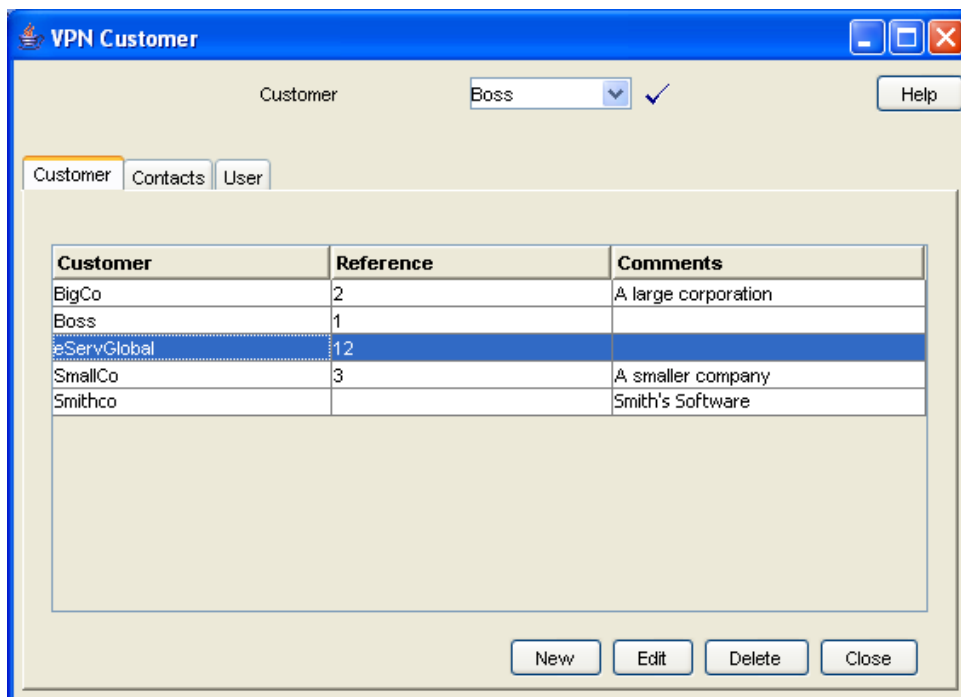 VPN Customer
Customer Boss Help
Customer Contacts User
Customer Reference Comments
BigCo 2 A large corporation
Boss 1
eServGlobal 12
SmallCo 3 A smaller company
Smithco Smith's Software
New Edit Delete Close